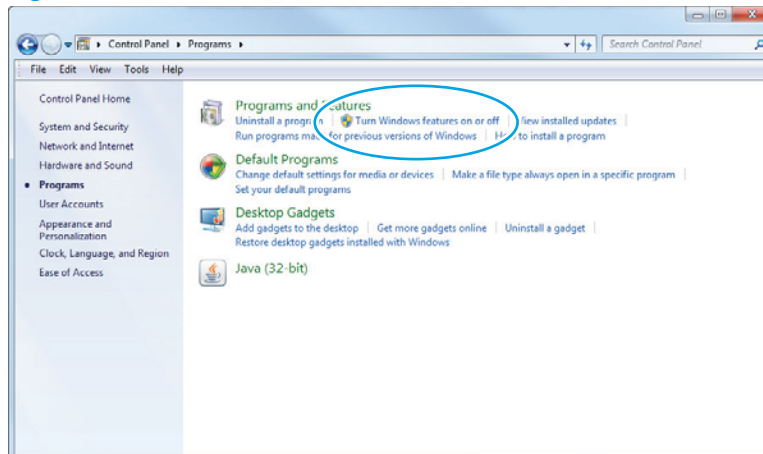 Control Panel Programs
Search Control Panel
File Edit View Tools Help
Control Panel Home
System and Security
Network and Internet
Hardware and Sound
Programs
User Accounts
Appearance and
Personalization
Clock, Language, and Region
Ease of Access
Programs and Features
Uninstall a program Turn Windows features on or off View installed updates
Run programs made for previous versions of Windows How to install a program
Default Programs
Change default settings for media or devices Make a file type always open in a specific program
Set your default programs
Desktop Gadgets
Add gadgets to the desktop Get more gadgets online Uninstall a gadget
Restore desktop gadgets installed with Windows
Java (32-bit)